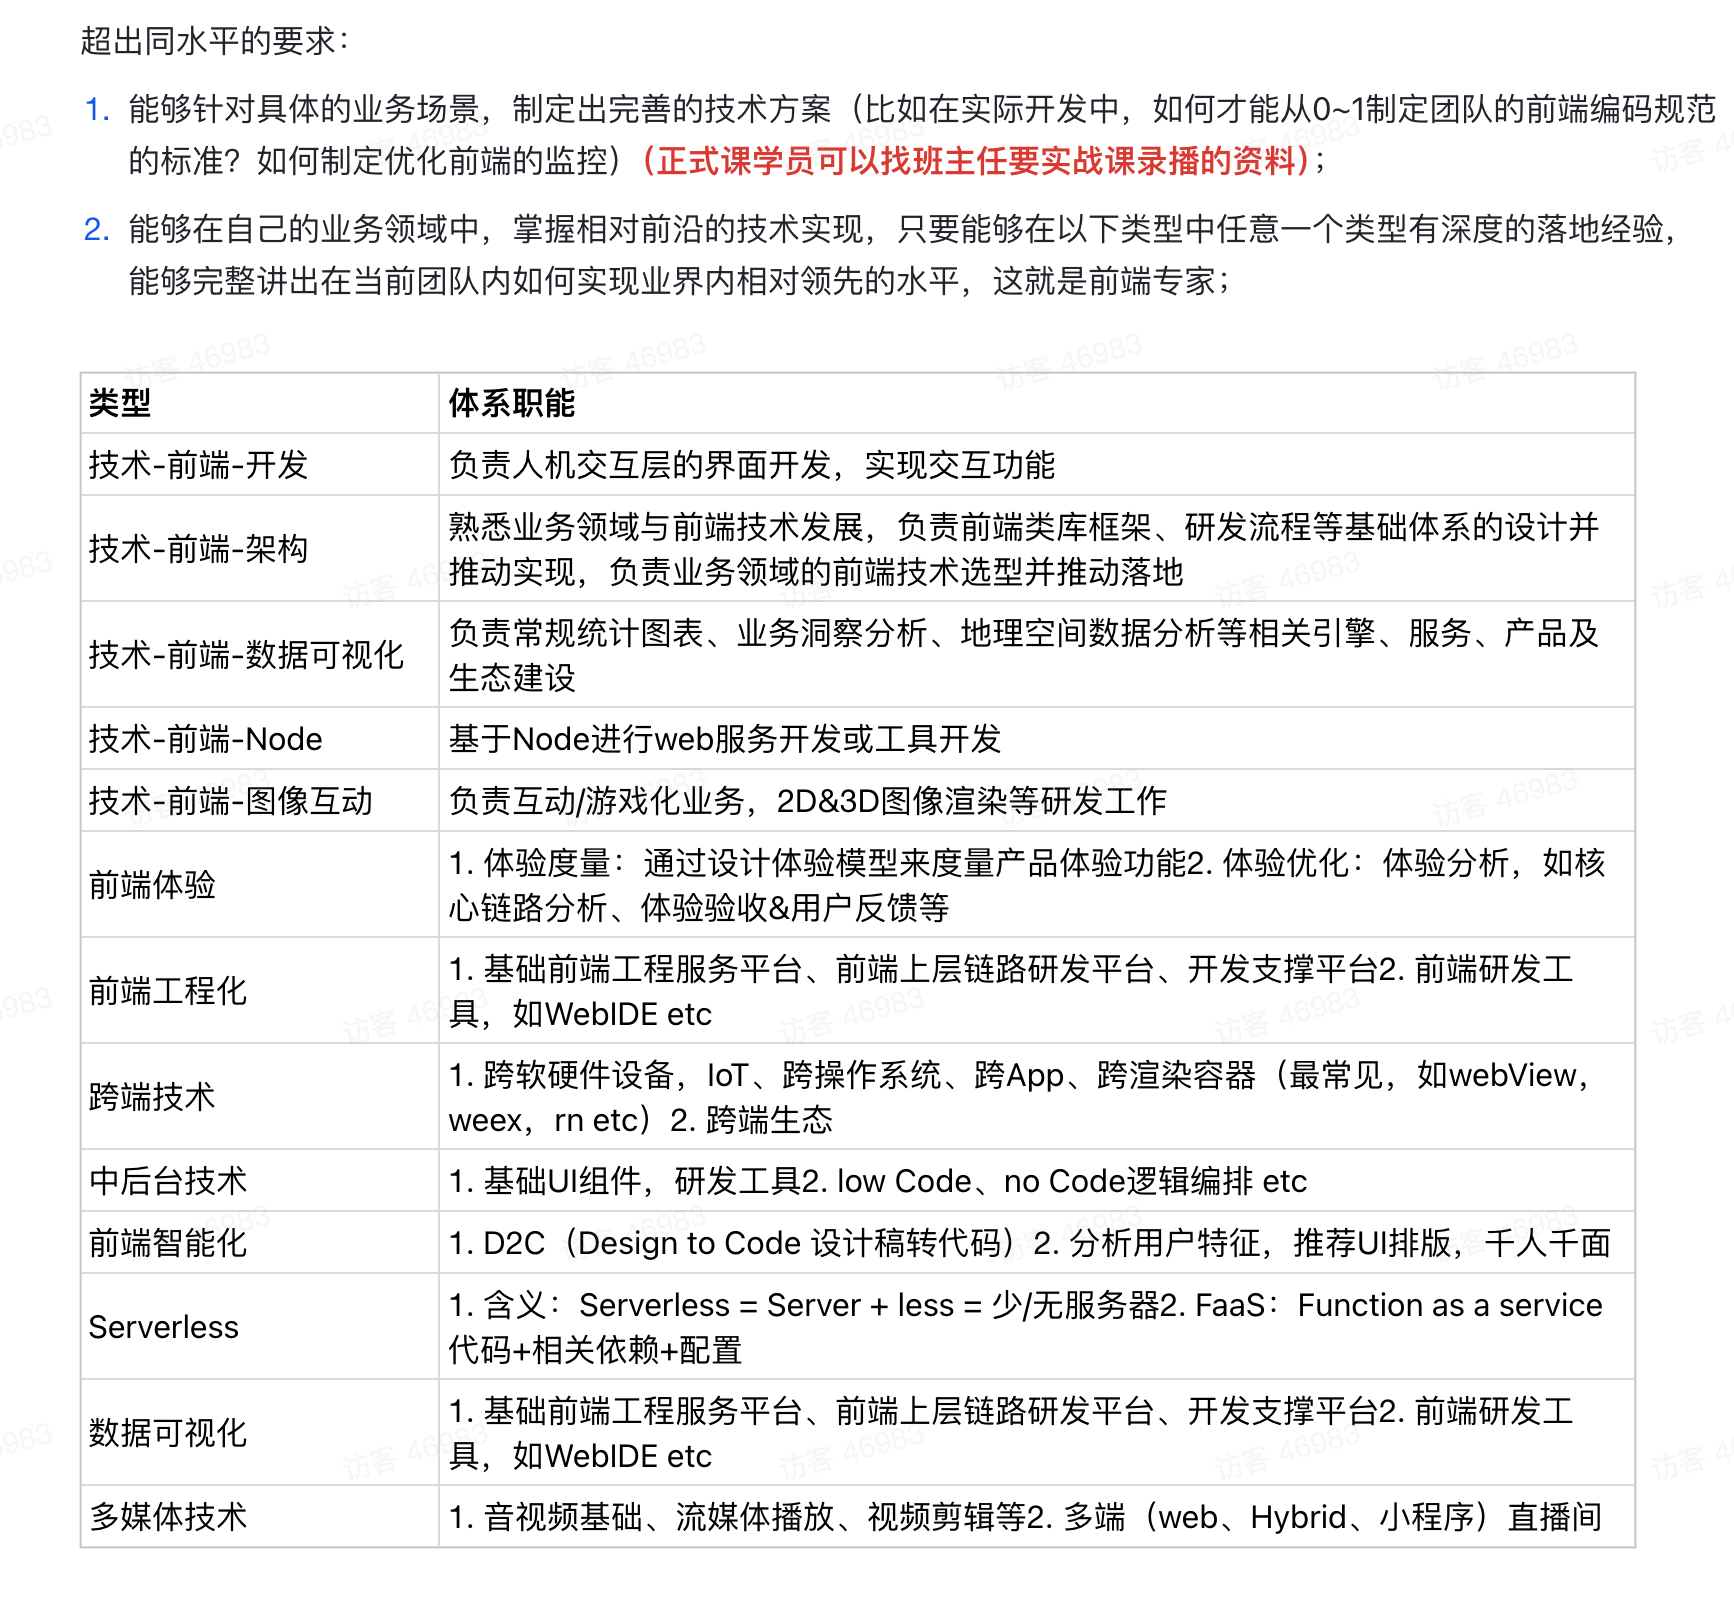 超出同水平的要求：
1. 能够针对具体的业务场景，制定出完善的技术方案（比如在实际开发中，如何才能从0~1制定团队的前端编码规范
的标准？如何制定优化前端的监控）（正式课学员可以找班主任要实战课录播的资料）；
2. 能够在自己的业务领域中，掌握相对前沿的技术实现，只要能够在以下类型中任意一个类型有深度的落地经验，
能够完整讲出在当前团队内如何实现业界内相对领先的水平，这就是前端专家；
类型 体系职能
技术-前端-开发 负责人机交互层的界面开发，实现交互功能
技术-前端-架构 熟悉业务领域与前端技术发展，负责前端类库框架、研发流程等基础体系的设计并
推动实现，负责业务领域的前端技术选型并推动落地
技术-前端-数据可视化 负责常规统计图表、业务洞察分析、地理空间数据分析等相关引擎、服务、产品及
生态建设
技术-前端-Node 基于Node进行web服务开发或工具开发
技术-前端-图像互动 负责互动/游戏化业务，2D&3D图像渲染等研发工作
前端体验 1. 体验度量：通过设计体验模型来度量产品体验功能2. 体验优化：体验分析，如核
心链路分析、体验验收&用户反馈等
前端工程化 1. 基础前端工程服务平台、前端上层链路研发平台、开发支撑平台2. 前端研发工
具，如WebIDE etc
跨端技术 1. 跨软硬件设备，IoT、跨操作系统、跨App、跨渲染容器（最常见，如webView，
weex，rn etc）2. 跨端生态
中后台技术 1. 基础UI组件，研发工具2. low Code、no Code逻辑编排 etc
前端智能化 1. D2C（Design to Code 设计稿转代码）2. 分析用户特征，推荐UI排版，千人千面
Serverless 1. 含义：Serverless = Server + less = 少/无服务器2. FaaS：Function as a service
代码+相关依赖+配置
数据可视化 1. 基础前端工程服务平台、前端上层链路研发平台、开发支撑平台2. 前端研发工
具，如WebIDE etc
多媒体技术 1. 音视频基础、流媒体播放、视频剪辑等2. 多端（web、Hybrid、小程序）直播间
访客 46983